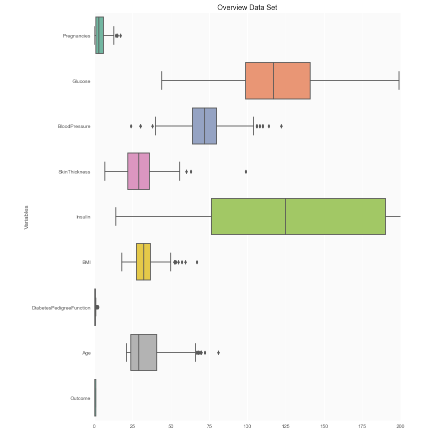 Overview Data Set
Pregnancies
Glucose
BloodPressure
SkinThickness
Variables
Insulin
BMI
DiabetesPedigreeFunction
Age
Outcome
0 25 50 75 100 125 150 175 200